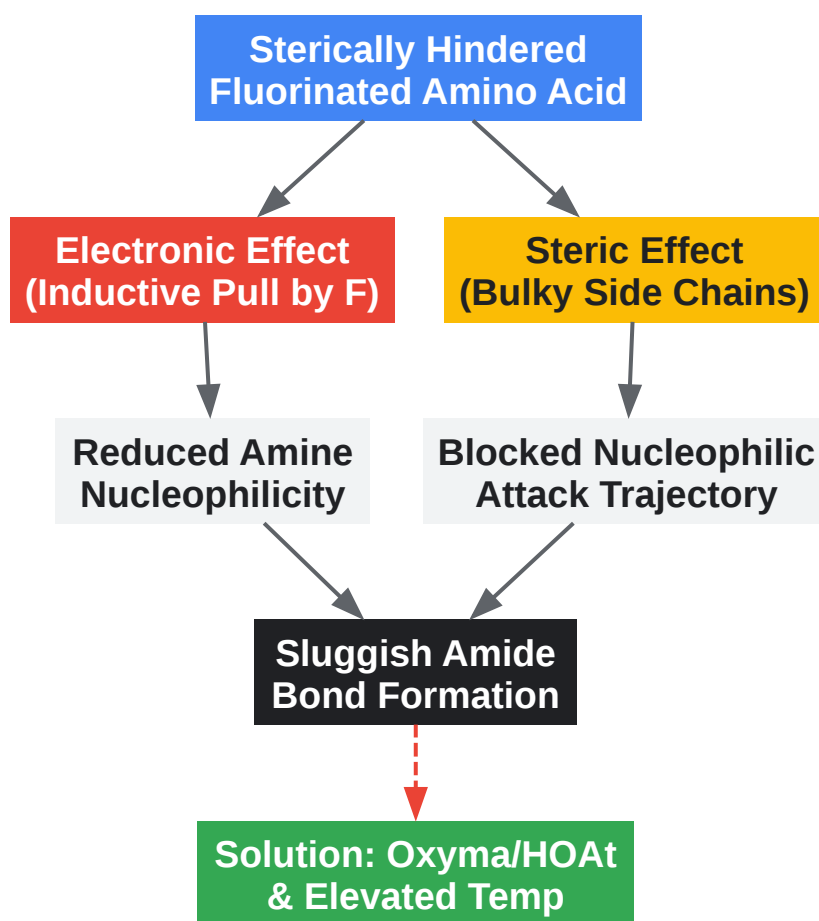 Sterically Hindered
Fluorinated Amino Acid
Electronic Effect
(Inductive Pull by F)
Steric Effect
(Bulky Side Chains)
Reduced Amine
Nucleophilicity
Blocked Nucleophilic
Attack Trajectory
Sluggish Amide
Bond Formation
Solution: Oxyma/HOAt
& Elevated Temp